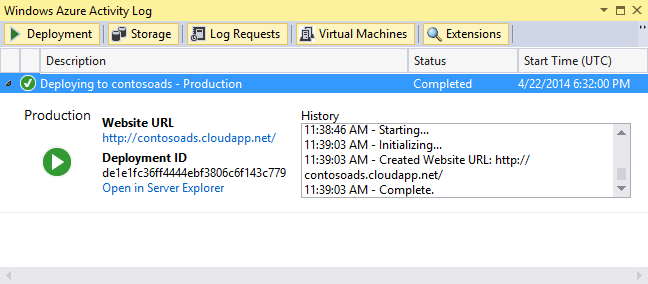 Windows Azure Activity Log
Deployment Storage Log Requests Virtual Machines Extensions
Description Status Start Time (UTC)
Deploying to contosoads - Production Completed 4/22/2014 6:32:00 PM
Production
Website URL
http://contosoads.cloudapp.net/
Deployment ID
de1e1fc36ff4444ebf3806c6f143c779
Open in Server Explorer
History
11:38:46 AM - Starting...
11:39:03 AM - Initializing...
11:39:03 AM - Created Website URL: http://
contosoads.cloudapp.net/
11:39:03 AM - Complete.